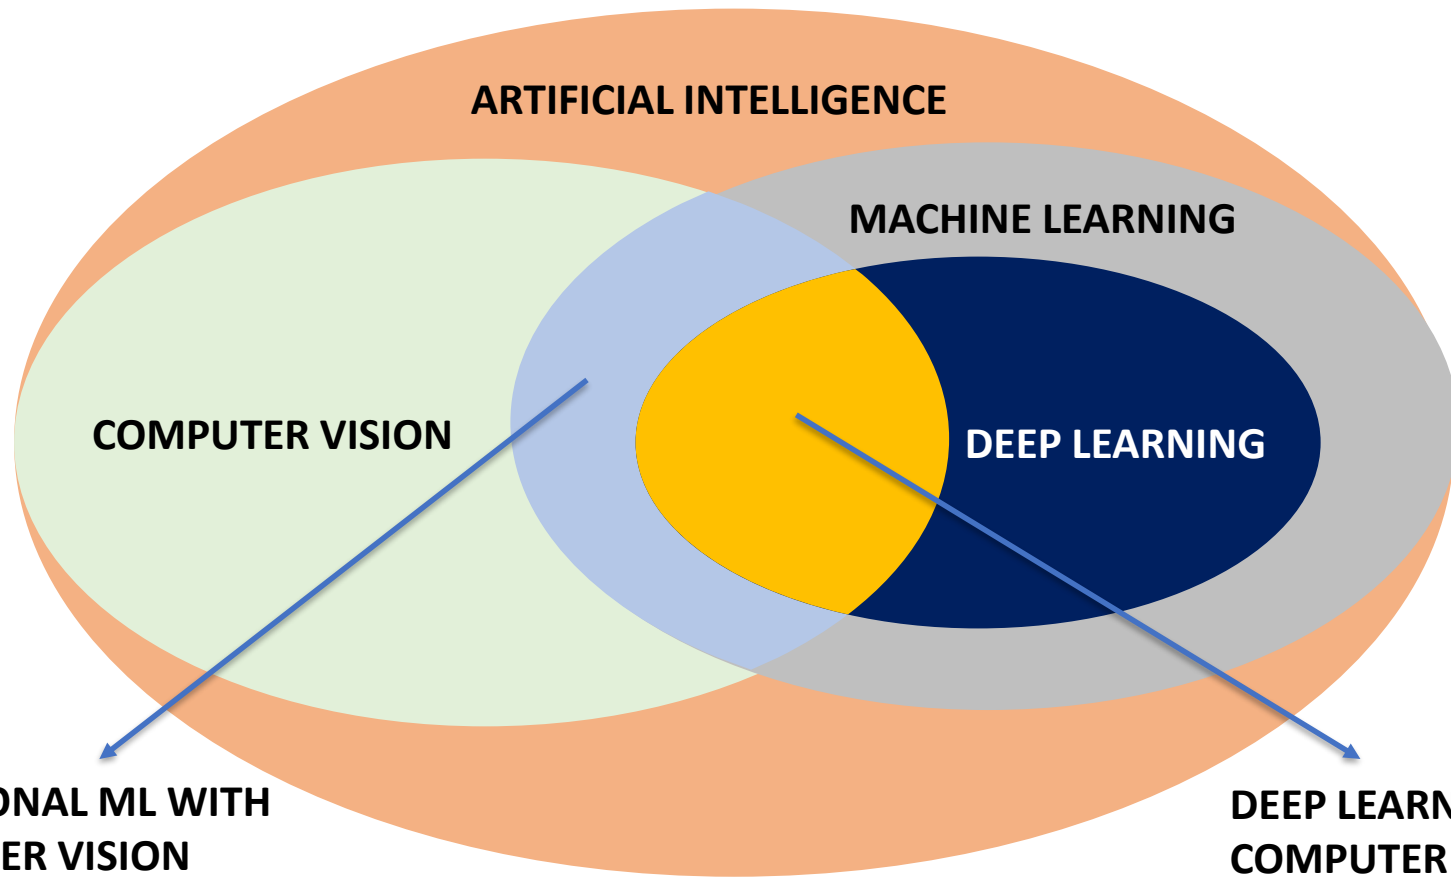 ARTIFICIAL INTELLIGENCE
MACHINE LEARNING
COMPUTER VISION
DEEP LEARNING
ONAL ML WITH
ER VISION
DEEP LEARN
COMPUTER